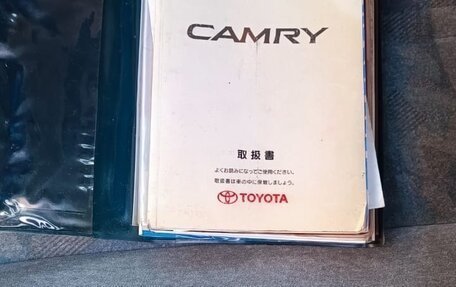 CAMRY
取扱書
よくお読みになってご使用ください。
取扱書は車の中に保管しましょう。
TOYOTA